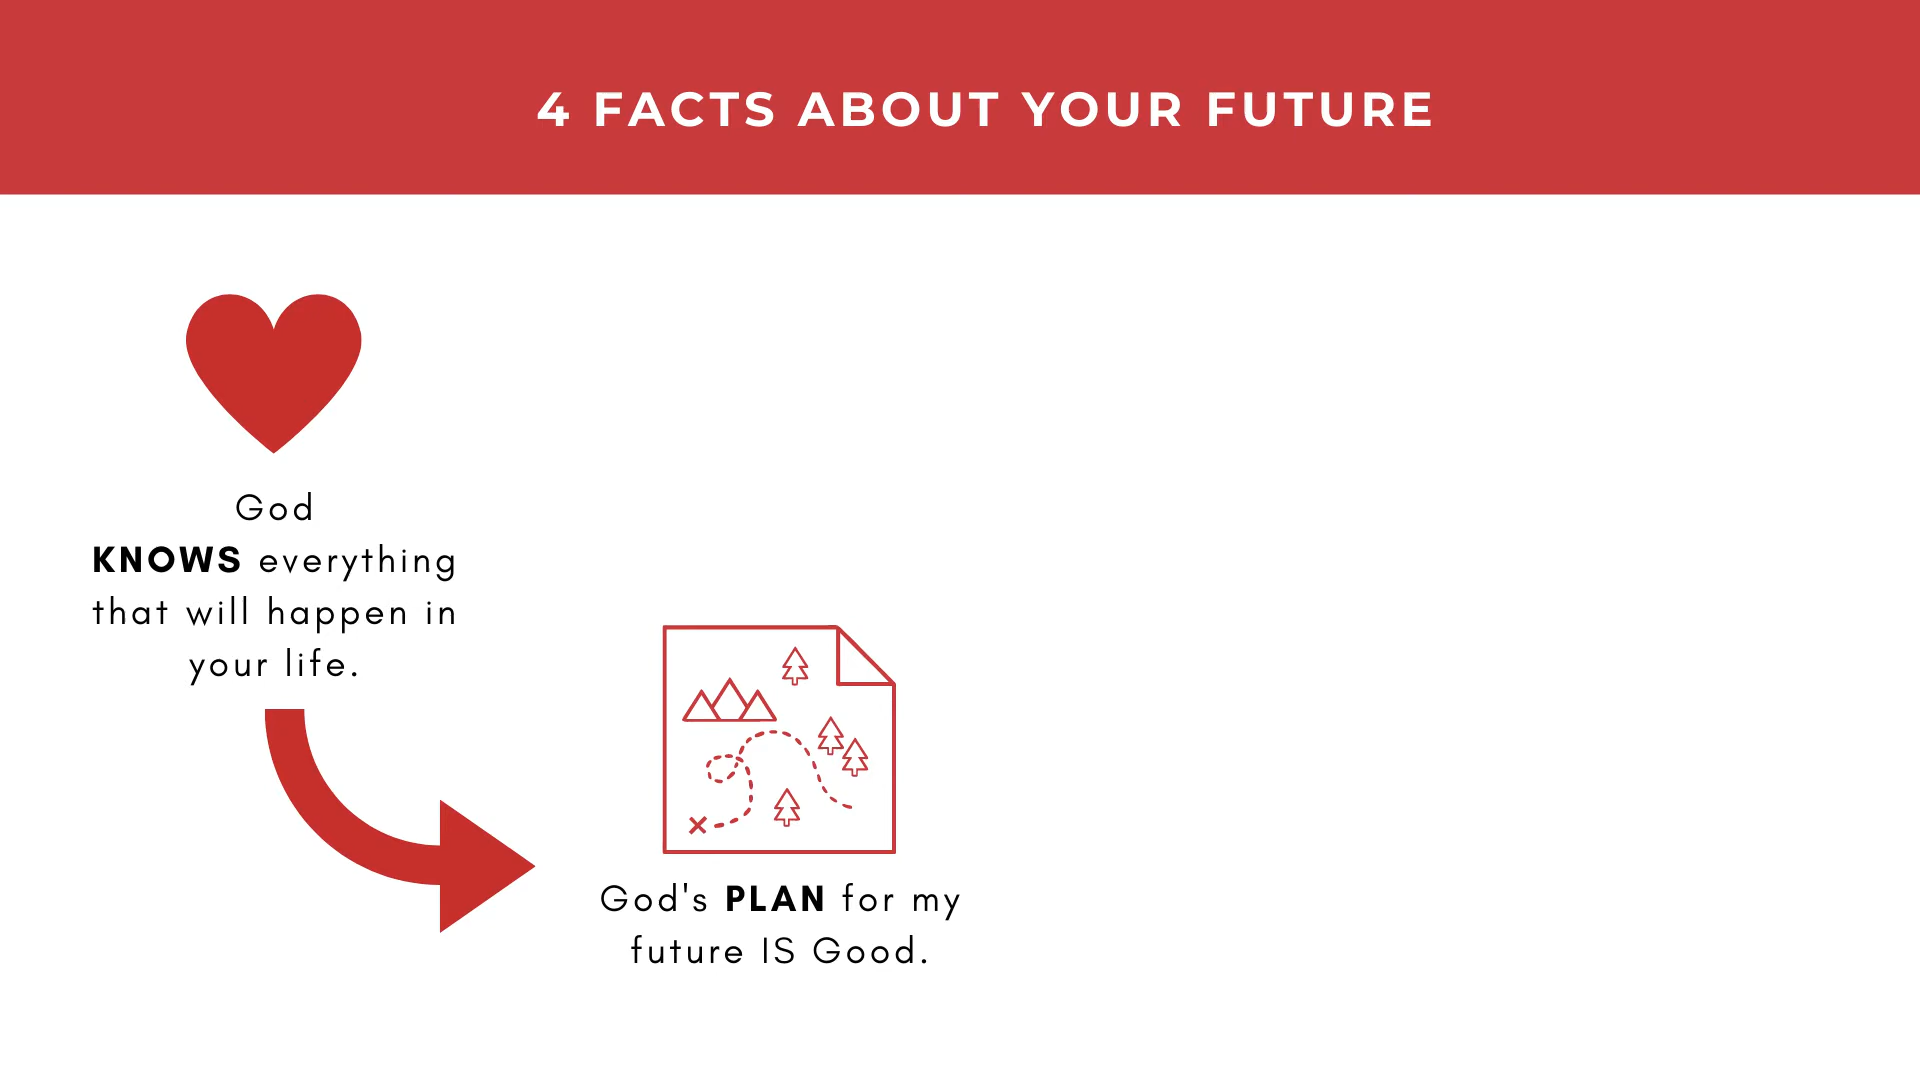 4 FACTS ABOUT YOUR FUTURE
God
KNOWS everything
that will happen in
your life.
God's PLAN for my
future IS Good.